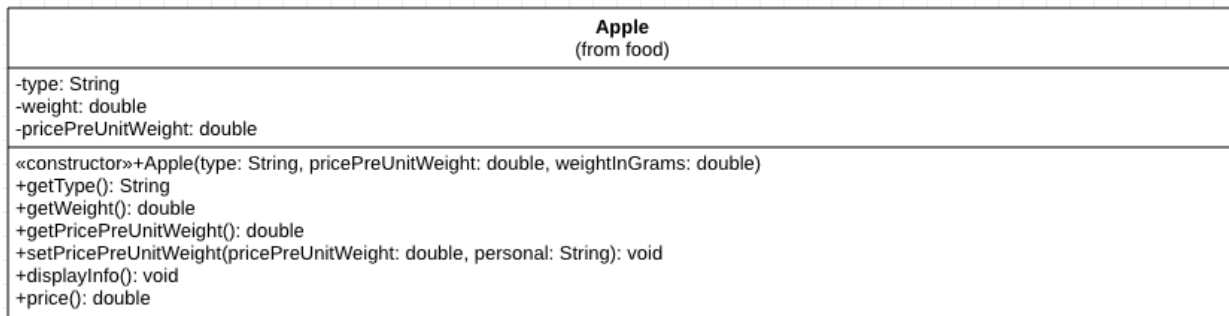 Apple
(from food)
-type: String
-weight: double
-pricePreUnitWeight: double
«constructor»+Apple(type: String, pricePreUnitWeight: double, weightInGrams: double)
+getType(): String
+getWeight(): double
+getPricePreUnitWeight(): double
+setPricePreUnitWeight(pricePreUnitWeight: double, personal: String): void
+displayInfo(): void
+price(): double